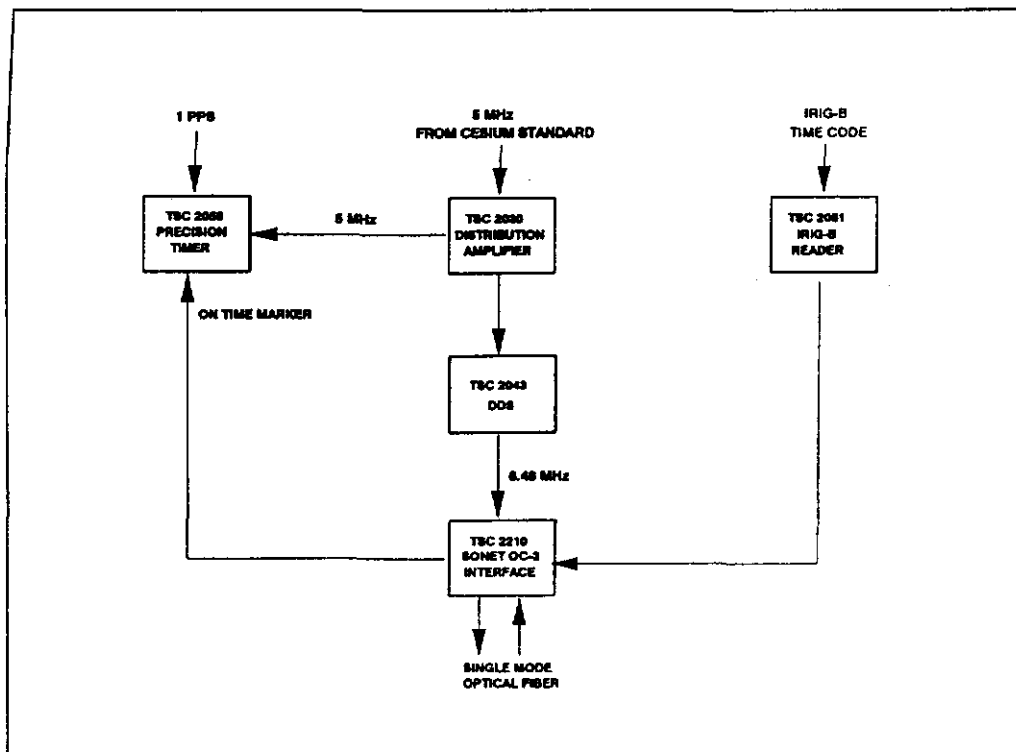 1 PPS
5 MHz
FROM CESIUM STANDARD
IRIG-B
TIME CODE
TSC 2056
PRECISION
TIMER
5 MHz
TSC 2030
DISTRIBUTION
AMPLIFIER
TSC 2051
IRIG-B
READER
ON TIME MARKER
TSC 2043
DDS
6.48 MHz
TSC 2210
SONET OC-3
INTERFACE
SINGLE MODE
OPTICAL FIBER